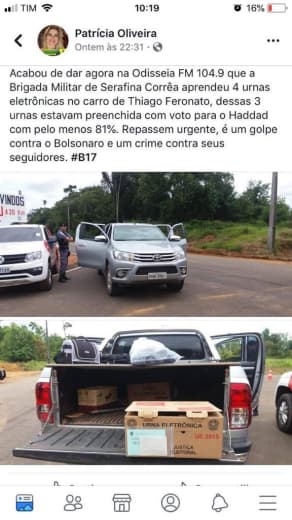 TIM
10:19
16%
Patrícia Oliveira
Ontem às 22:31 ·
Acabou de dar agora na Odisseia FM 104.9 que a
Brigada Militar de Serafina Corrêa aprendeu 4 urnas
eletrônicas no carro de Thiago Feronato, dessas 3
urnas estavam preenchida com voto para o Haddad
com pelo menos 81%. Repassem urgente, é um golpe
contra o Bolsonaro e um crime contra seus
seguidores. #B17
VINDOS
URNA ELETRÔNICA
JUSTIÇA
ELEITORAL